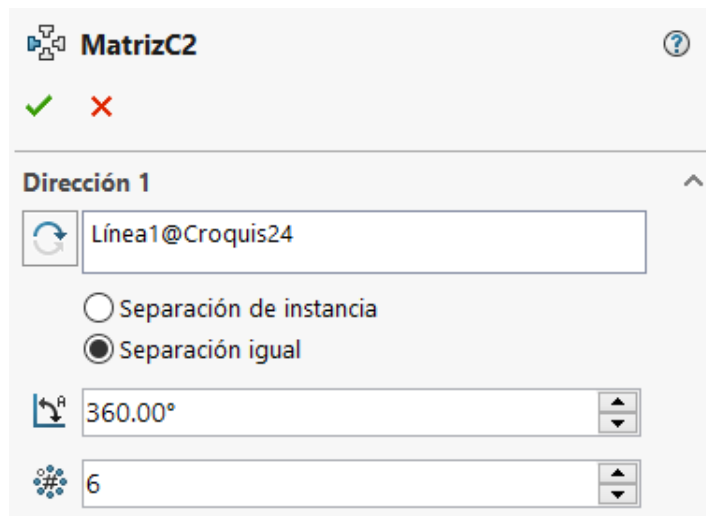 MatrizC2
Dirección 1
Línea1@Croquis24
Separación de instancia
Separación igual
360.00°
6